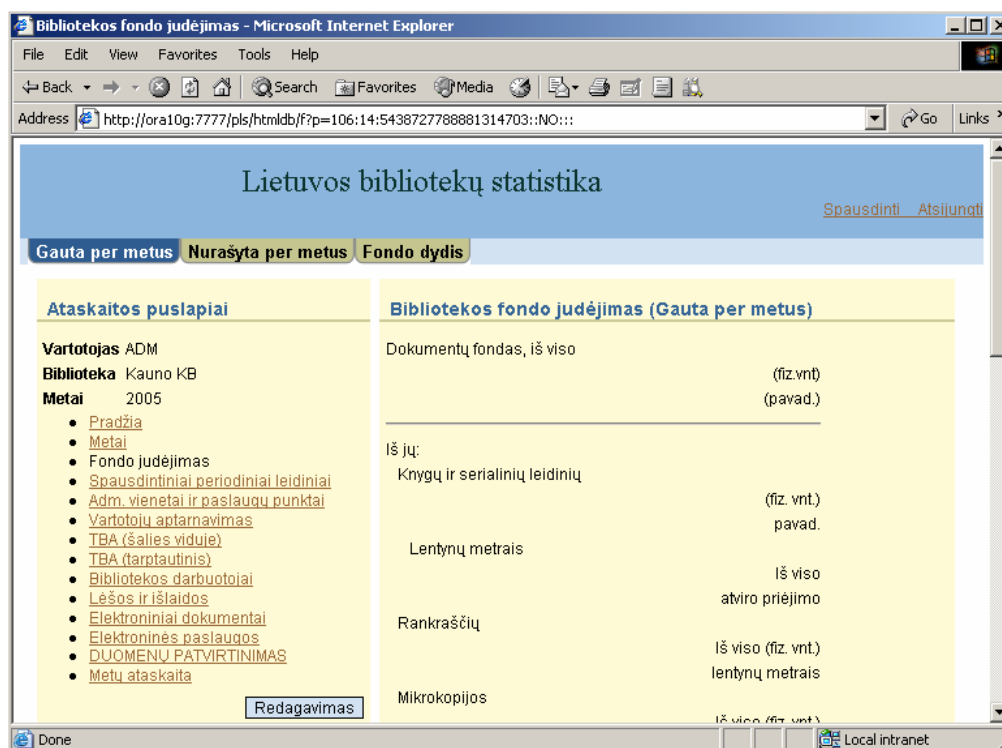 Bibliotekos fondo judėjimas - Microsoft Internet Explorer
File Edit View Favorites Tools Help
Back Search Favorites Media
Address http://ora10g:7777/pls/htmldb/f?p=106:14:5438727788881314703::NO::: Go Links
Lietuvos bibliotekų statistika
Spausdinti Atsijungti
Gauta per metus Nurašyta per metus Fondo dydis
Ataskaitos puslapiai
Vartotojas ADM
Biblioteka Kauno KB
Metai 2005
Pradžia
Metai
Fondo judėjimas
Spausdintiniai periodiniai leidiniai
Adm. vienetai ir paslaugų punktai
Vartotojų aptarnavimas
TBA (šalies viduje)
TBA (tarptautinis)
Bibliotekos darbuotojai
Lėšos ir išlaidos
Elektroniniai dokumentai
Elektroninės paslaugos
DUOMENŲ PATVIRTINIMAS
Metų ataskaita
Redagavimas
Bibliotekos fondo judėjimas (Gauta per metus)
Dokumentų fondas, iš viso
(fiz.vnt)
(pavad.)
Iš jų:
Knygų ir serialinių leidinių
(fiz. vnt.)
pavad.
Lentynų metrais
Iš viso
atviro priėjimo
Rankraščių
Iš viso (fiz. vnt.)
lentynų metrais
Mikrokopijos
Iš viso (fiz. vnt.)
Done Local intranet